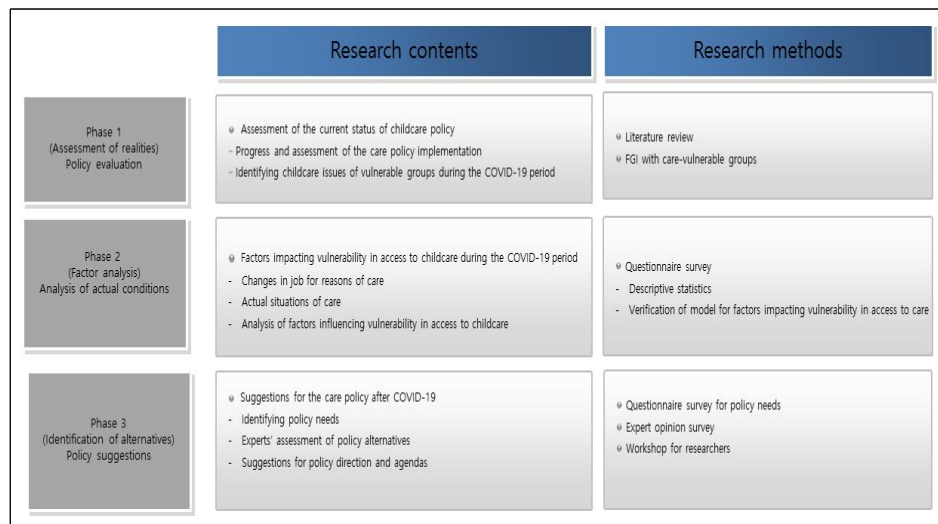 Research contents
Research methods
Phase 1
(Assessment of realities)
Policy evaluation
Assessment of the current status of childcare policy
- Progress and assessment of the care policy implementation
- Identifying childcare issues of vulnerable groups during the COVID-19 period
Literature review
FGI with care-vulnerable groups
Phase 2
(Factor analysis)
Analysis of actual conditions
Factors impacting vulnerability in access to childcare during the COVID-19 period
- Changes in job for reasons of care
- Actual situations of care
- Analysis of factors influencing vulnerability in access to childcare
Questionnaire survey
- Descriptive statistics
- Verification of model for factors impacting vulnerability in access to care
Phase 3
(Identification of alternatives)
Policy suggestions
Suggestions for the care policy after COVID-19
- Identifying policy needs
- Experts' assessment of policy alternatives
- Suggestions for policy direction and agendas
Questionnaire survey for policy needs
Expert opinion survey
Workshop for researchers